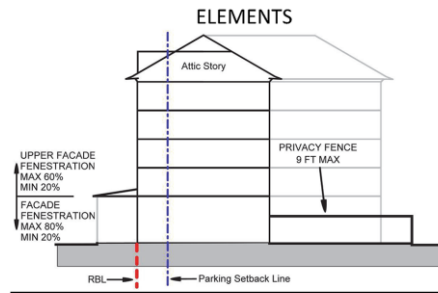 ELEMENTS
Attic Story
UPPER FACADE
FENESTRATION
MAX 60%
MIN 20%
FACADE
FENESTRATION
MAX 80%
MIN 20%
PRIVACY FENCE
9 FT MAX
RBL
Parking Setback Line